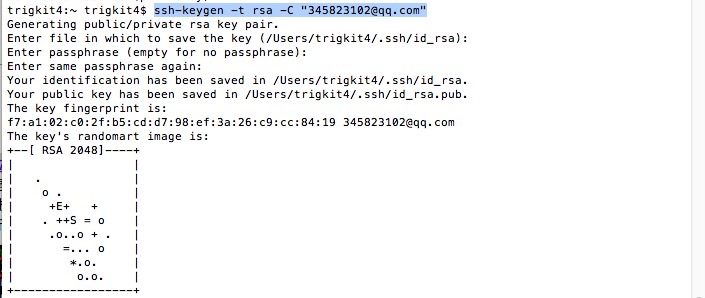 trigkit4:~ trigkit4$ ssh-keygen -t rsa -C "345823102@qq.com"
Generating public/private rsa key pair.
Enter file in which to save the key (/Users/trigkit4/.ssh/id_rsa):
Enter passphrase (empty for no passphrase):
Enter same passphrase again:
Your identification has been saved in /Users/trigkit4/.ssh/id_rsa.
Your public key has been saved in /Users/trigkit4/.ssh/id_rsa.pub.
The key fingerprint is:
f7:a1:02:c0:2f:b5:cd:d7:98:ef:3a:26:c9:cc:84:19 345823102@qq.com
The key's randomart image is:
+--[ RSA 2048]----+
|                 |
|   .             |
|    o .          |
|     +E+   +     |
|    . ++S = o    |
|     .o..o + .   |
|       =... o    |
|        *.o.     |
|         o.o.    |
+-----------------+